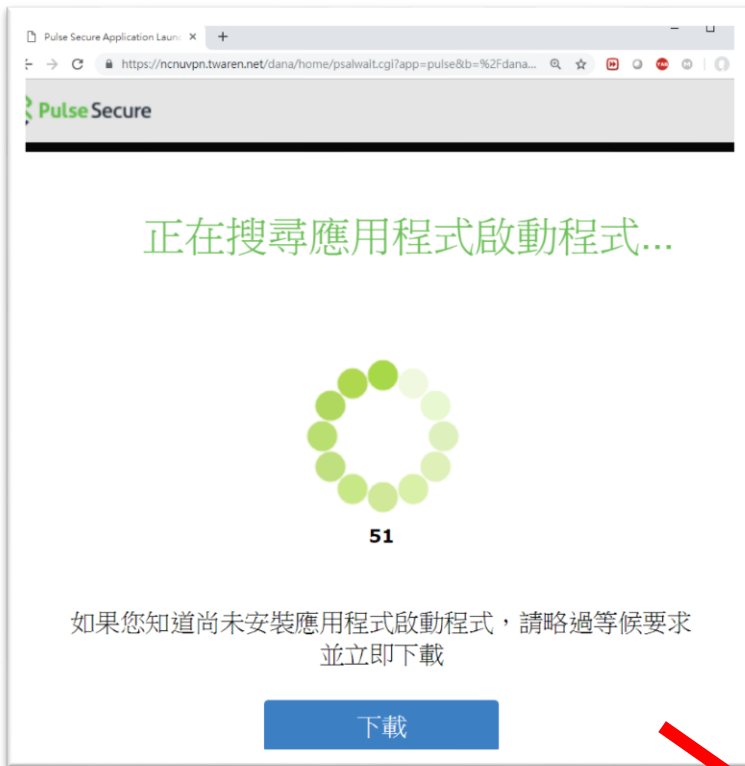 Pulse Secure Application Laun
https://ncnuvpn.twaren.net/dana/home/psalwait.cgi?app=pulse&b=%2Fdana...
Pulse Secure
正在搜尋應用程式啟動程式...
51
如果您知道尚未安裝應用程式啟動程式，請略過等候要求
並立即下載
下載